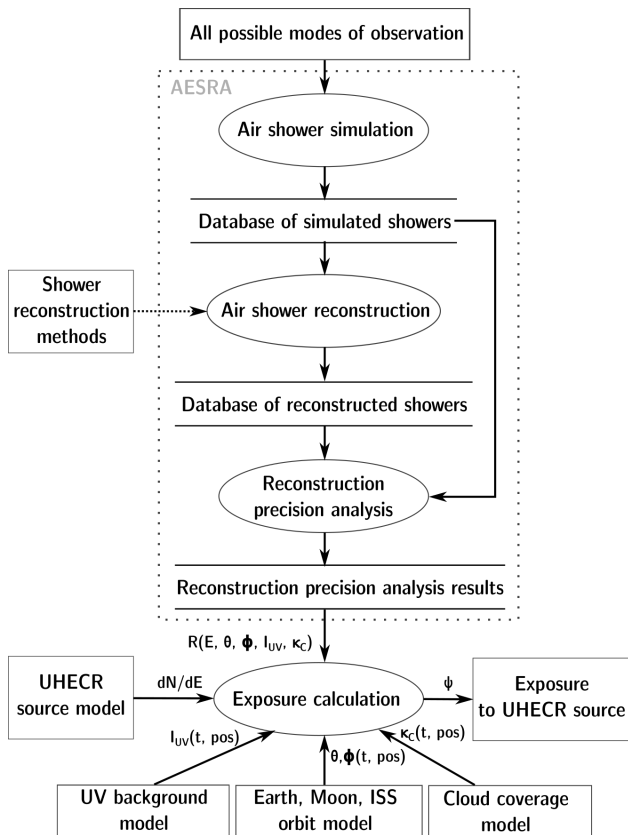 All possible modes of observation
AESRA
Air shower simulation
Database of simulated showers
Shower
reconstruction
methods
Air shower reconstruction
Database of reconstructed showers
Reconstruction
precision analysis
Reconstruction precision analysis results
R(E, θ, ϕ, I_UV, κ_C)
UHECR
source model
dN/dE
Exposure calculation
ψ
Exposure
to UHECR source
I_UV(t, pos)
θ,ϕ(t, pos)
κ_C(t, pos)
UV background
model
Earth, Moon, ISS
orbit model
Cloud coverage
model